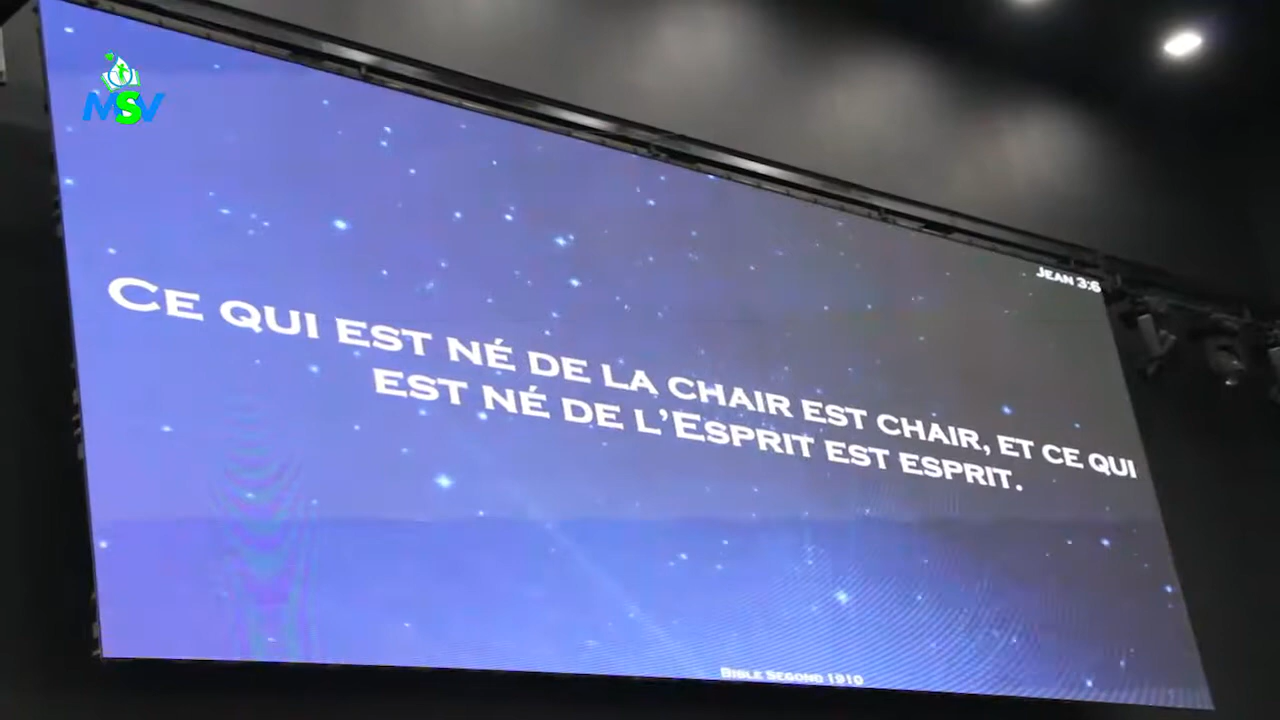 MSV
Jean 3:6
Ce qui est né de la chair est chair, et ce qui
est né de l'Esprit est esprit.
Bible Segond 1910